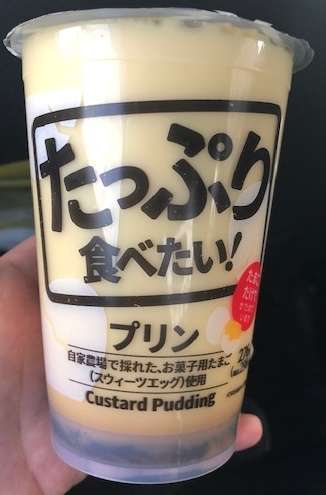 たっぷり
食べたい!
プリン
自家農場で採れた、お菓子用たまご
(スウィーツエッグ)使用
Custard Pudding